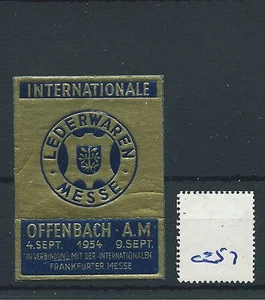 INTERNATIONALE
· LEDERWAREN ·
MESSE
OFFENBACH · A.M
4.SEPT. 1954 9.SEPT.
IN VERBINDUNG MIT DER INTERNATIONALEN
FRANKFURTER MESSE
c257